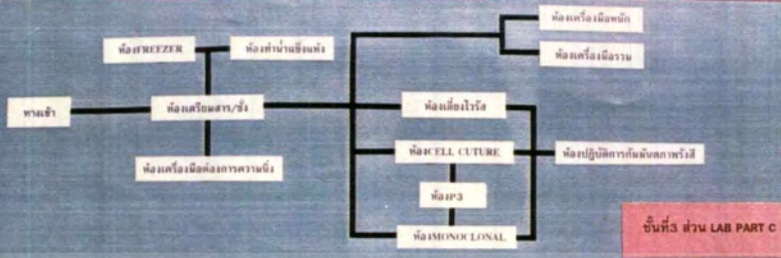 ห้องเครื่องมือหนัก
ห้องFREEZER
ห้องทำน้ำแข็งแห้ง
ห้องเครื่องมือรวม
ทางเข้า
ห้องเตรียมสาร/ชั่ง
ห้องเลี้ยงไวรัส
ห้องCELL CUTURE
ห้องปฏิบัติการกัมมันตภาพรังสี
ห้องเครื่องมือต้องการความนิ่ง
ห้องP3
ห้องMONOCLONAL
ชั้นที่3 ส่วน LAB PART C